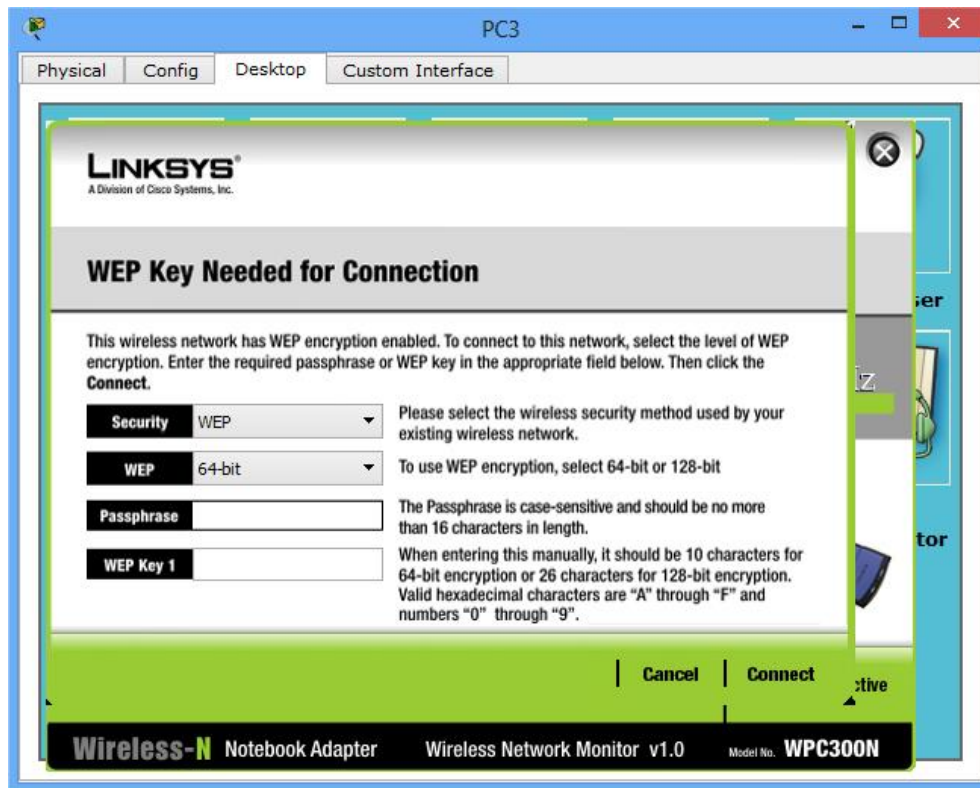 PC3
Physical Config Desktop Custom Interface
LINKSYS®
A Division of Cisco Systems, Inc.
WEP Key Needed for Connection
This wireless network has WEP encryption enabled. To connect to this network, select the level of WEP
encryption. Enter the required passphrase or WEP key in the appropriate field below. Then click the
Connect.
Security WEP
Please select the wireless security method used by your
existing wireless network.
WEP 64-bit
To use WEP encryption, select 64-bit or 128-bit
Passphrase
The Passphrase is case-sensitive and should be no more
than 16 characters in length.
WEP Key 1
When entering this manually, it should be 10 characters for
64-bit encryption or 26 characters for 128-bit encryption.
Valid hexadecimal characters are “A” through “F” and
numbers “0” through “9”.
Cancel Connect
Wireless-N Notebook Adapter Wireless Network Monitor v1.0 Model No. WPC300N